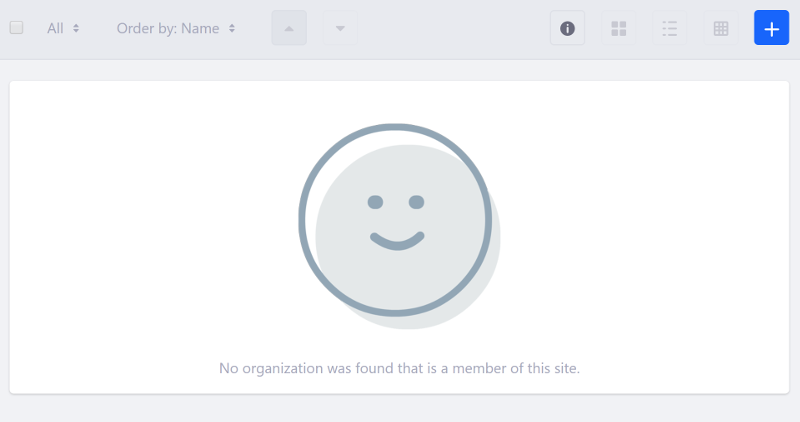 All
Order by: Name
No organization was found that is a member of this site.